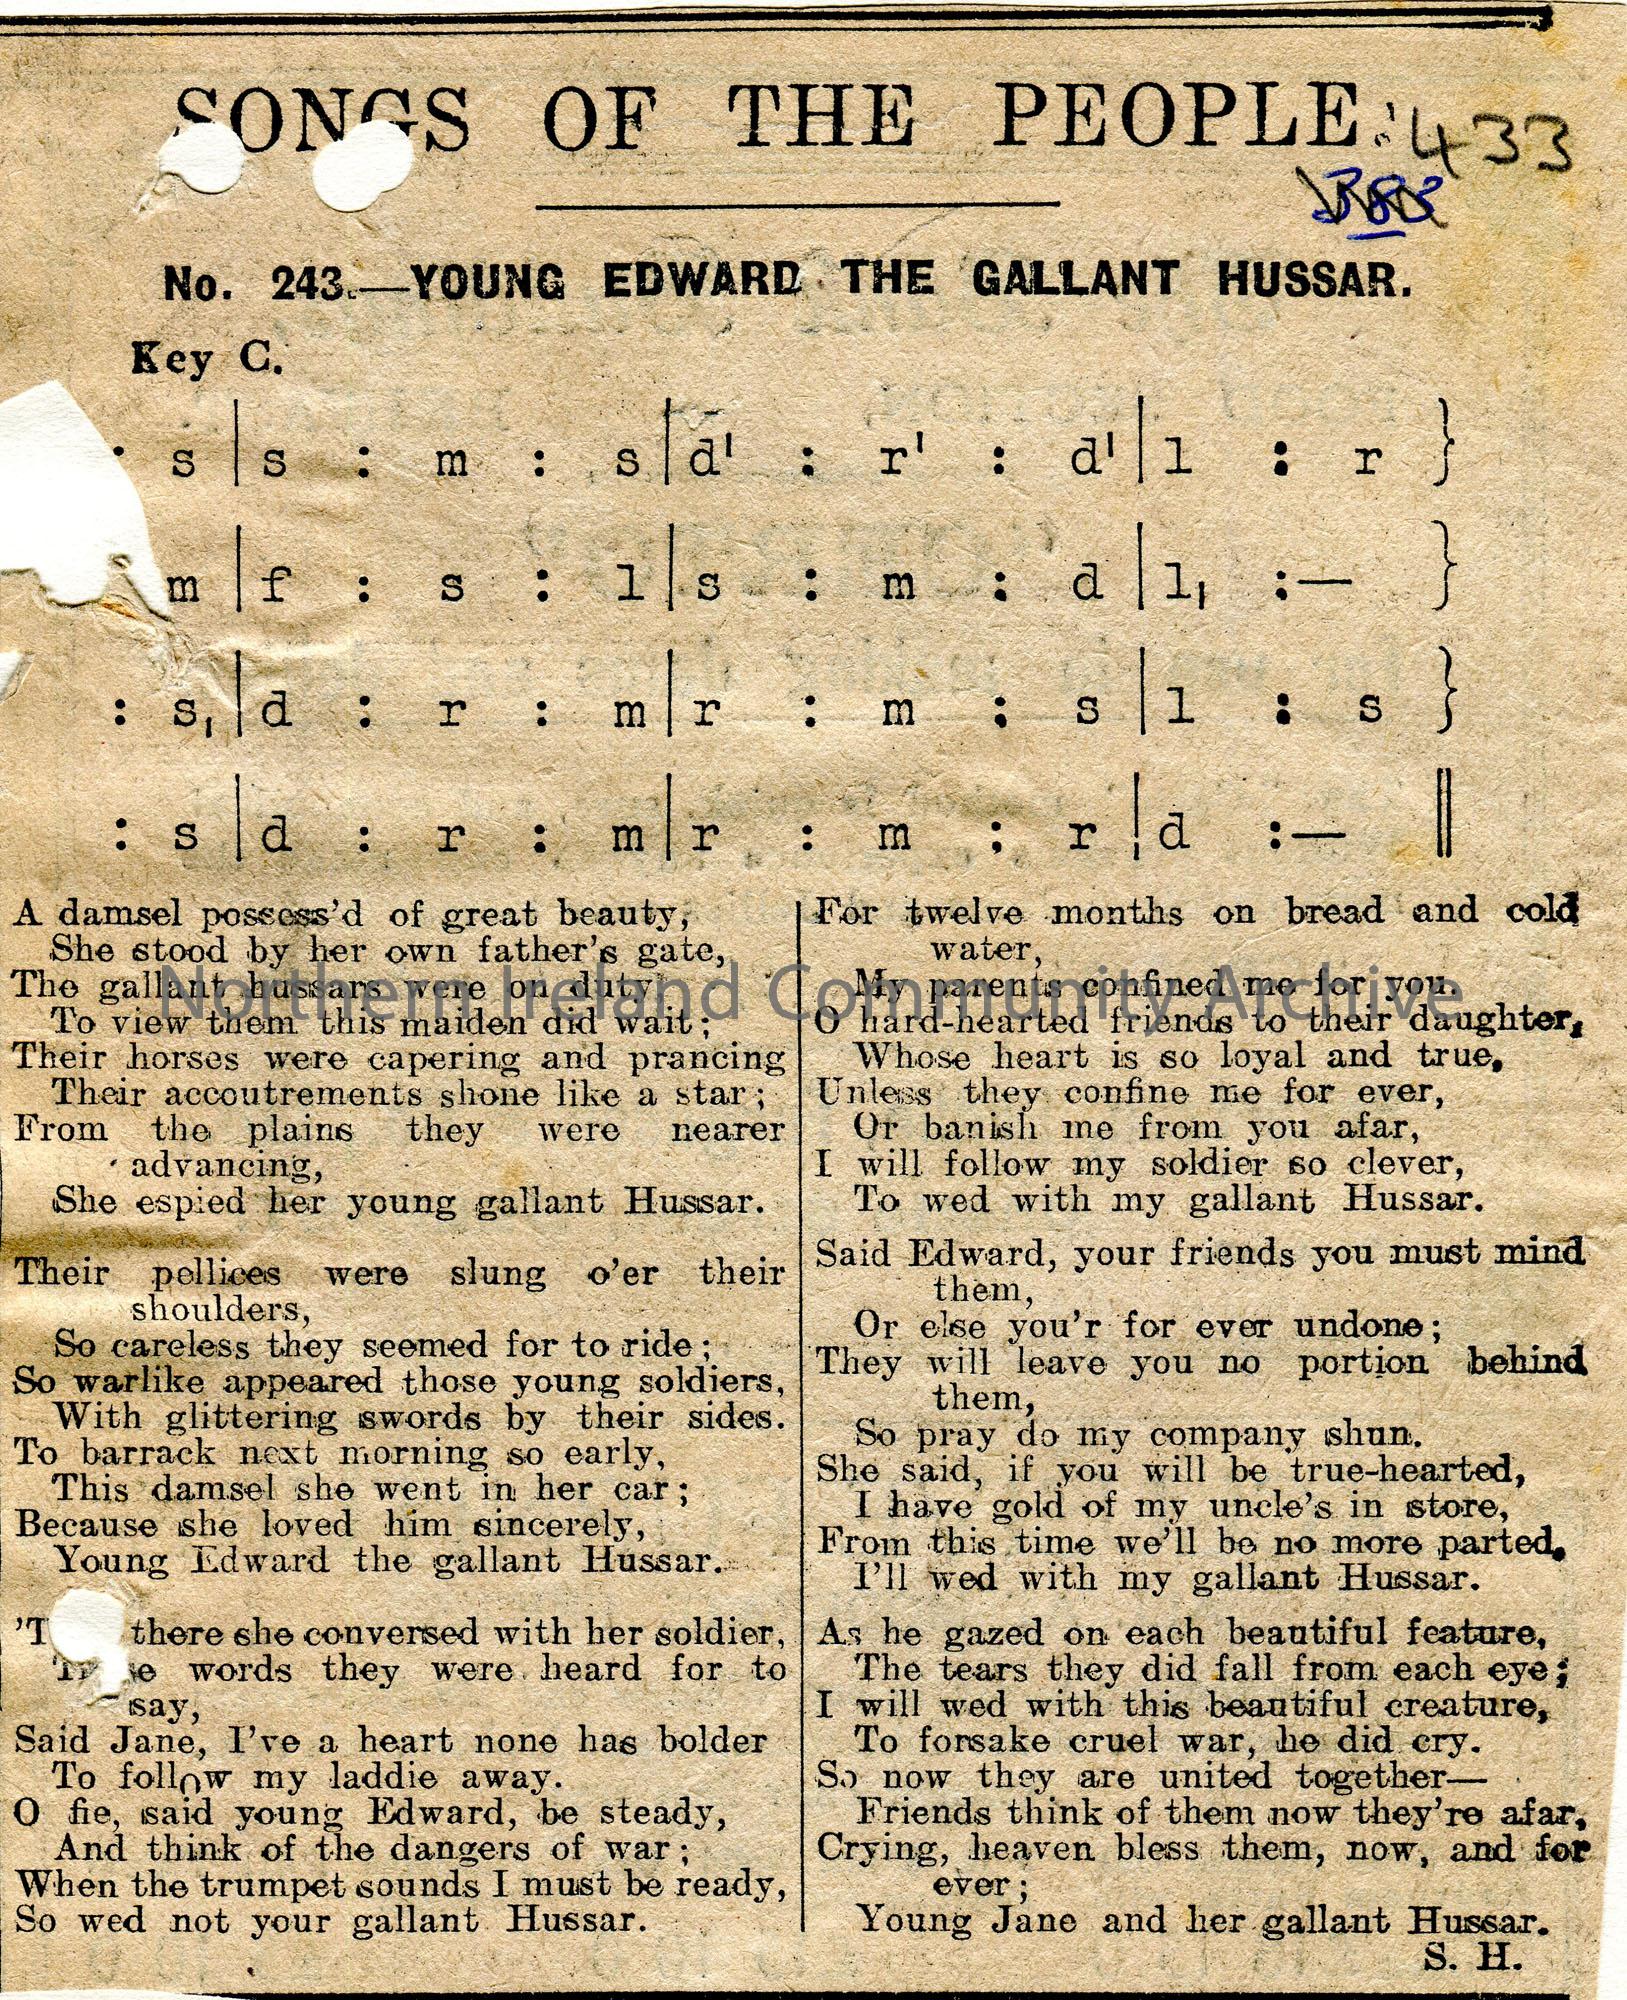 SONGS OF THE PEOPLE.
433
No. 243.—YOUNG EDWARD THE GALLANT HUSSAR.
Key C.
: s | s : m : s | d' : r' : d' | l : r }
m | f : s : l | s : m : d | l, :— }
: s, | d : r : m | r : m : s | l : s }
: s | d : r : m | r : m : r | d :— ||
A damsel possess'd of great beauty,
She stood by her own father's gate,
The gallant hussars were on duty,
To view them this maiden did wait;
Their horses were capering and prancing
Their accoutrements shone like a star;
From the plains they were nearer
advancing,
She espied her young gallant Hussar.
Their pellices were slung o'er their
shoulders,
So careless they seemed for to ride;
So warlike appeared those young soldiers,
With glittering swords by their sides.
To barrack next morning so early,
This damsel she went in her car;
Because she loved him sincerely,
Young Edward the gallant Hussar.
there she conversed with her soldier,
words they were heard for to
say,
Said Jane, I've a heart none has bolder
To follow my laddie away.
O fie, said young Edward, be steady,
And think of the dangers of war;
When the trumpet sounds I must be ready,
So wed not your gallant Hussar.
For twelve months on bread and cold
water,
My parents confined me for you.
O hard-hearted friends to their daughter,
Whose heart is so loyal and true,
Unless they confine me for ever,
Or banish me from you afar,
I will follow my soldier so clever,
To wed with my gallant Hussar.
Said Edward, your friends you must mind
them,
Or else you'r for ever undone;
They will leave you no portion behind
them,
So pray do my company shun.
She said, if you will be true-hearted,
I have gold of my uncle's in store,
From this time we'll be no more parted,
I'll wed with my gallant Hussar.
As he gazed on each beautiful feature,
The tears they did fall from each eye;
I will wed with this beautiful creature,
To forsake cruel war, he did cry.
So now they are united together—
Friends think of them now they're afar,
Crying, heaven bless them, now, and for
ever;
Young Jane and her gallant Hussar.
S. H.
Northern Ireland Community Archive